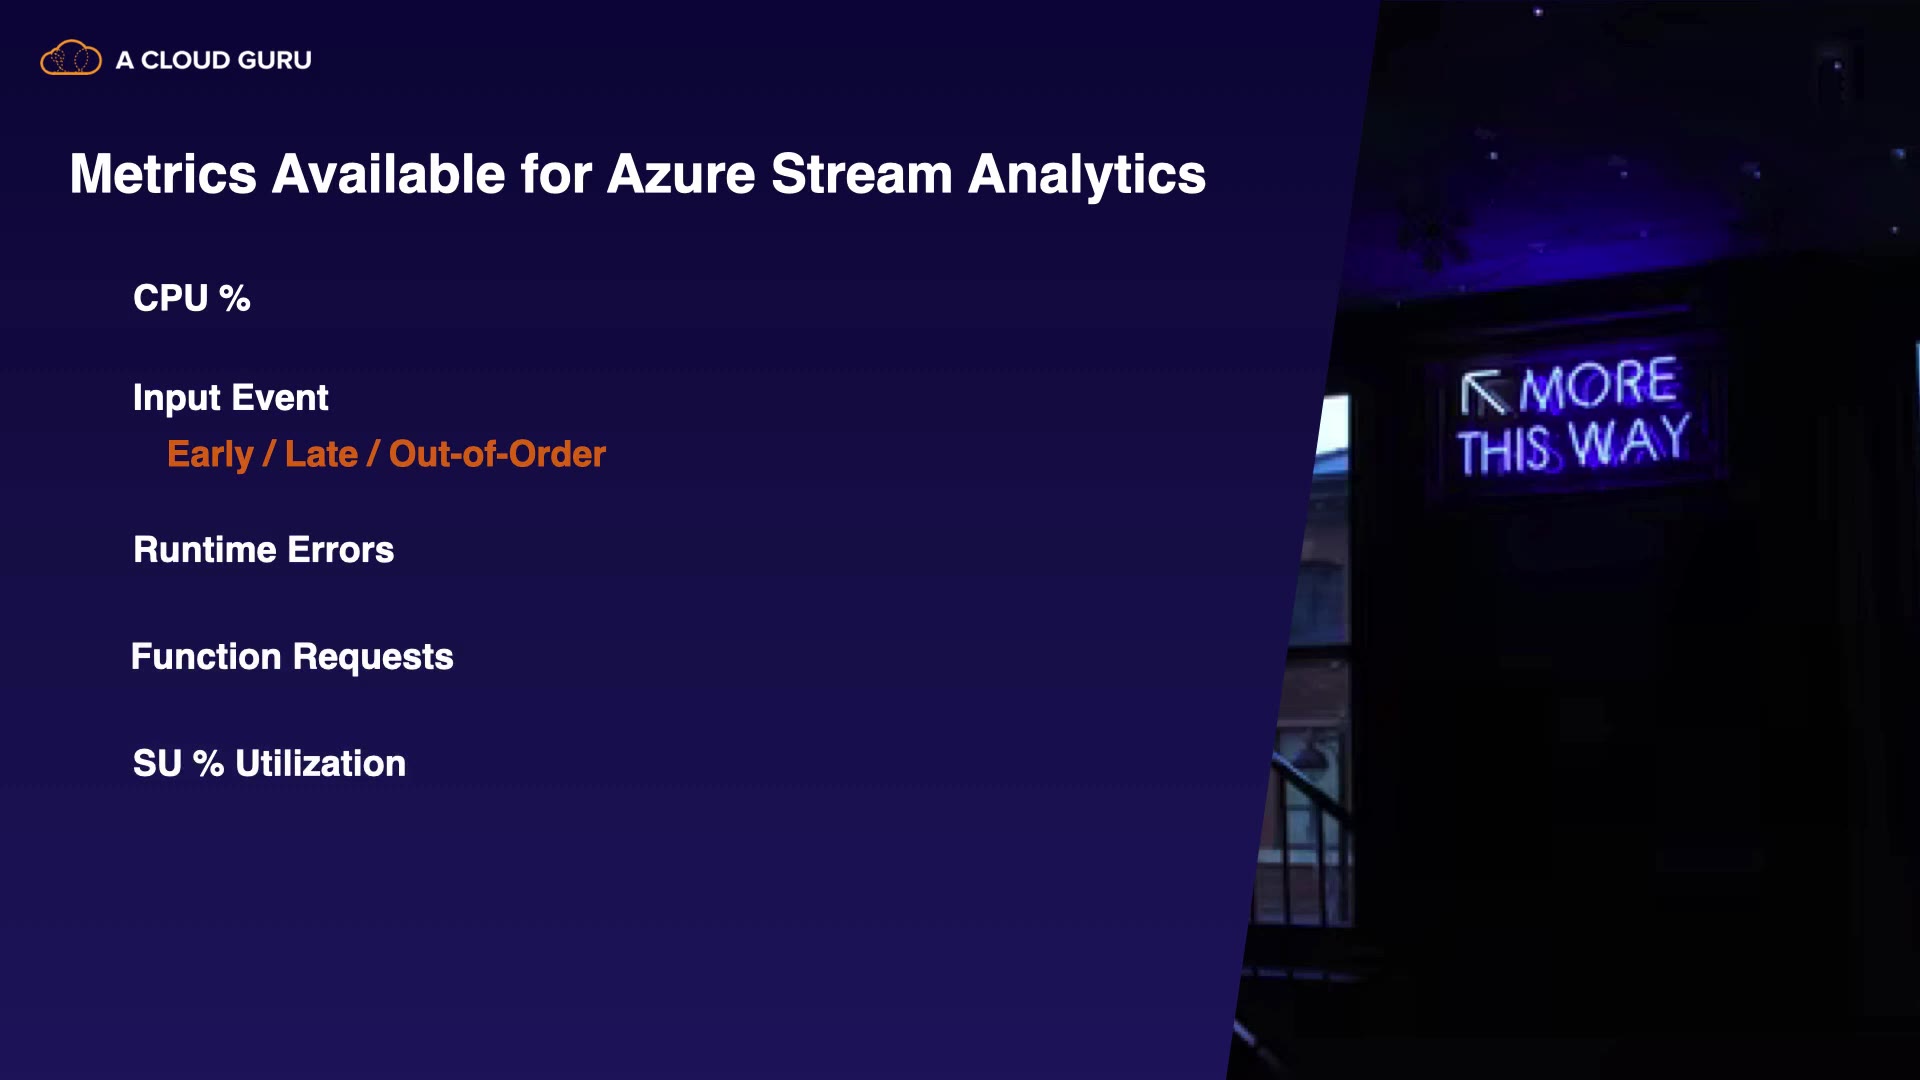 A CLOUD GURU
Metrics Available for Azure Stream Analytics
CPU %
Input Event
Early / Late / Out-of-Order
Runtime Errors
Function Requests
SU % Utilization
MORE
THIS WAY